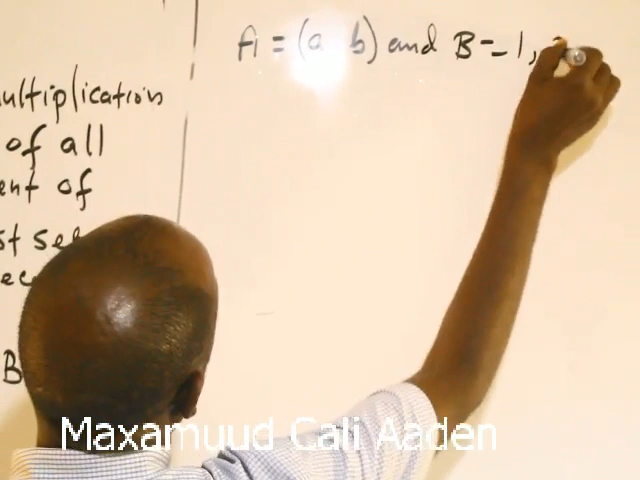 A = (a b) and B = -1,
ultiplication
of all
ent of
st se
ec
B
Maxamuud Cali Aaden